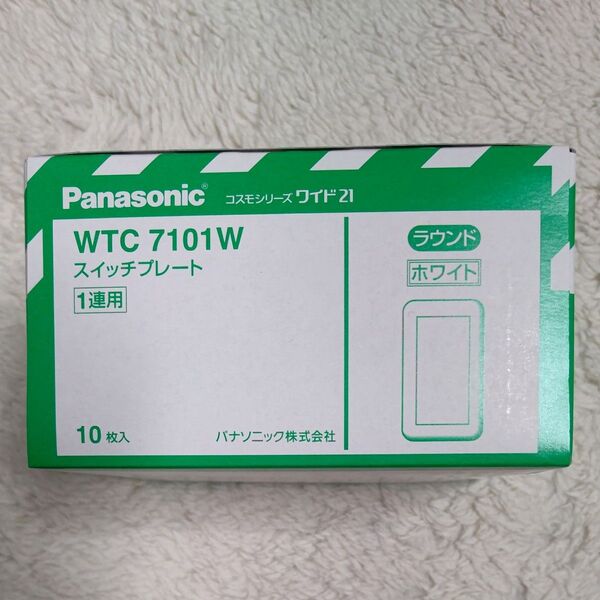 Panasonic® コスモシリーズ ワイド21
WTC 7101W
スイッチプレート
1連用
10枚入 パナソニック株式会社
ラウンド
ホワイト